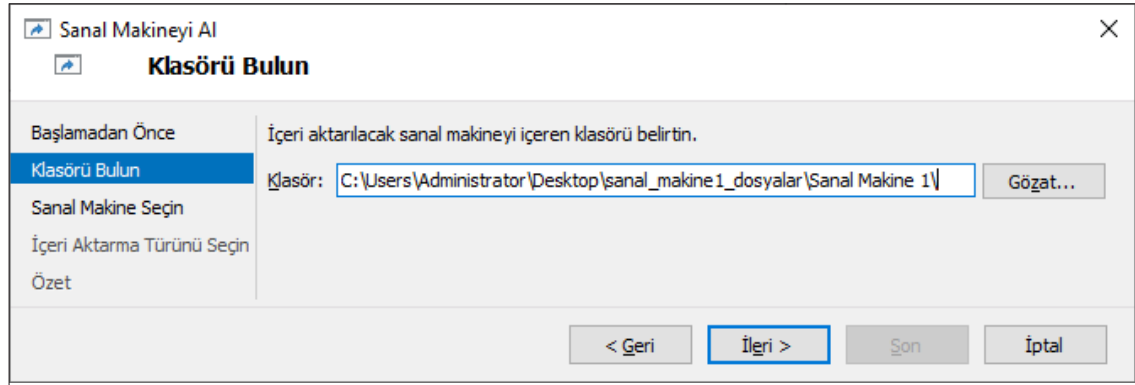 Sanal Makineyi Al
Klasörü Bulun
Başlamadan Önce
Klasörü Bulun
Sanal Makine Seçin
İçeri Aktarma Türünü Seçin
Özet
İçeri aktarılacak sanal makineyi içeren klasörü belirtin.
Klasör: C:\Users\Administrator\Desktop\sanal_makine1_dosyalar\Sanal Makine 1\ Gözat...
< Geri İleri > Son İptal